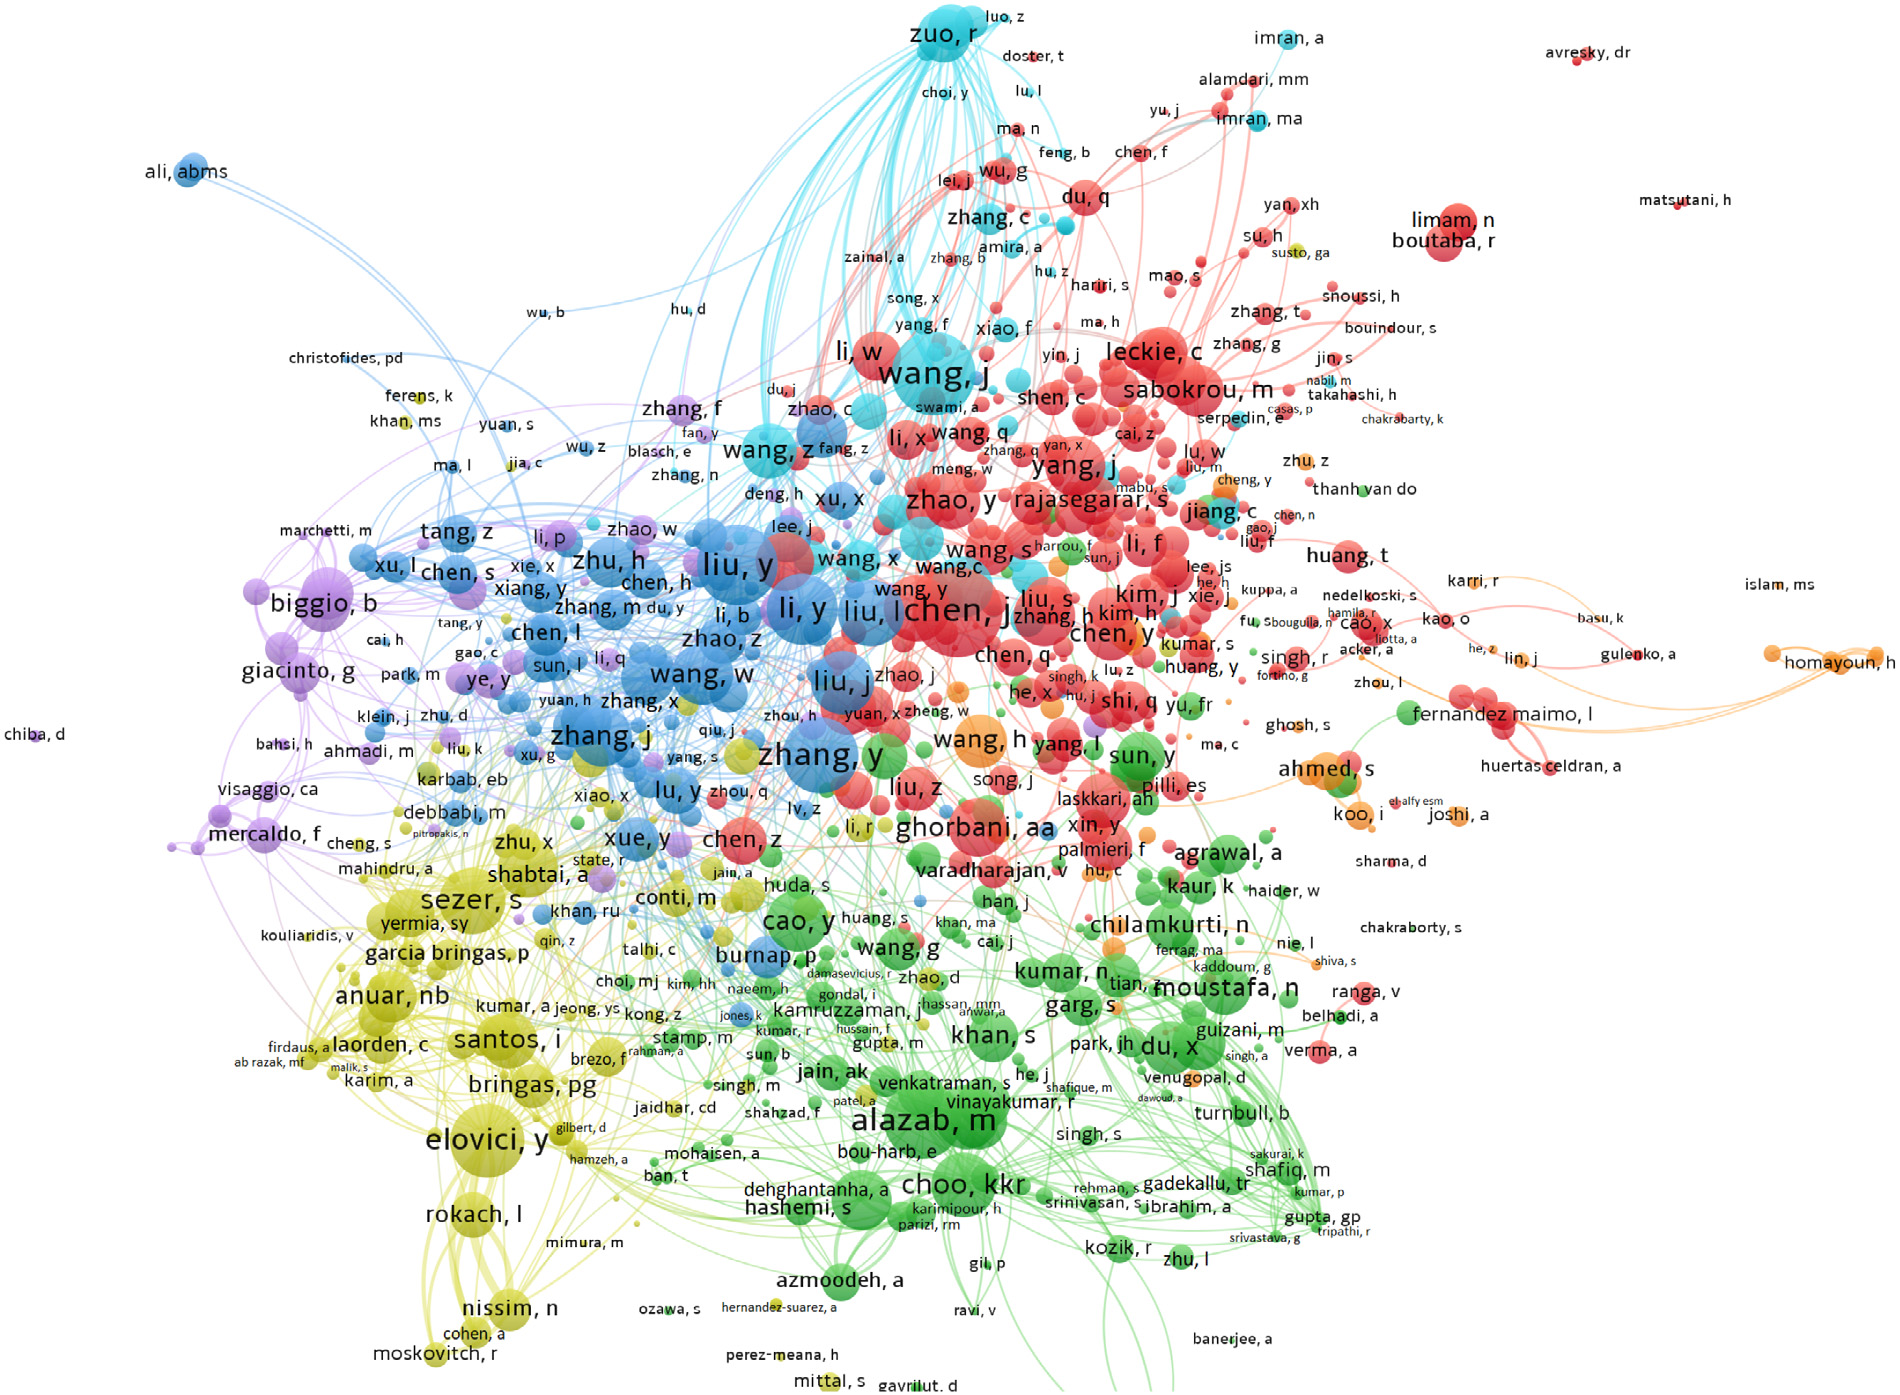 luo, z
zuo, r
imran, a
doster, t
avresky, dr
alamdari, mm
choi, y
lu, l
yu, j
imran, ma
ma, n
feng, b
chen, f
ali, abms
wu, g
lei, j
du, q
matsutani, h
yan, xh
zhang, c
limam, n
su, h
boutaba, r
amira, a
susto, ga
zainal, a
zhang, b
hu, z
mao, s
hariri, s
song, x
snoussi, h
wu, b
hu, d
zhang, t
yang, f
xiao, f
ma, h
bouindour, s
zhang, g
li, w
yin, j
leckie, c
christofides, pd
jin, s
wang, j
nabil, m
du, j
sabokrou, m
ferens, k
shen, c
takahashi, h
zhang, f
zhao, c
swami, a
casas, p
khan, ms
yuan, s
serpedin, e
chakrabarty, k
fan, y
li, x
wang, q
cai, z
wu, z
blasch, e
wang, z
fang, z
zhang, q
yan, x
lu, w
ma, l
jia, c
zhang, n
meng, w
yang, j
liu, m
zhu, z
deng, h
xu, x
mabu, s
cheng, y
thanh van do
zhao, y
rajasegarar, s
jiang, c
chen, n
marchetti, m
tang, z
li, p
zhao, w
lee, j
gao, j
liu, f
wang, s
harrou, f
li, f
sun, j
xu, l
chen, s
xie, x
zhu, h
liu, y
wang, x
wang,c
lee, js
huang, t
chen, h
xiang, y
wang, y
he, h
kuppa, a
karri, r
islam, ms
biggio, b
zhang, m
du, y
li, b
li, y
liu, l
chen, j
liu, s
kim, j
xie, j
nedelkoski, s
zhang, h
kim, h
hamila, r
tang, y
chen, l
zhao, z
chen, y
fu, s
bougulia, n
cao, x
kao, o
basu, k
cai, h
liotta, a
kumar, s
acker, a
he, z
gao, c
sun, l
li, q
chen, q
huang, y
singh, r
lin, j
gulenko, a
homayoun, h
giacinto, g
park, m
ye, y
wang, w
liu, j
zhao, j
singh, k
lu, z
fortino, g
zhou, l
yuan, h
zhang, x
he, x
hu, j
shi, q
yu, fr
klein, j
zhu, d
zhou, h
yuan, x
zheng, w
fernandez maimo, l
chiba, d
zhang, j
qiu, j
wang, h
yang, l
ma, c
ghosh, s
bahsi, h
ahmadi, m
liu, k
xu, g
yang, s
zhang, y
sun, y
ahmed, s
huertas celdran, a
visaggio, ca
karbab, eb
xiao, x
lu, y
zhou, q
liu, z
song, j
pilli, es
laskkari, ah
debbabi, m
lv, z
el-alfy esm
koo, i
joshi, a
mercaldo, f
pitropakis, n
cheng, s
zhu, x
xue, y
chen, z
li, r
ghorbani, aa
xin, y
palmieri, f
agrawal, a
mahindru, a
shabtai, a
state, r
jain, a
varadharajan, v
hu, c
sharma, d
sezer, s
conti, m
huda, s
kaur, k
haider, w
yermia, sy
khan, ru
cao, y
huang, s
khan, ma
han, j
chilamkurti, n
chakraborty, s
kouliaridis, v
qin, z
talhi, c
burnap, p
wang, g
cai, j
ferrag, ma
nie, l
garcia bringas, p
kaddoum, g
shiva, s
damasevicius, r
zhao, d
kumar, n
tian, z
choi, mj
kim, hh
naeem, h
gondal, i
moustafa, n
ranga, v
anuar, nb
kumar, a
jeong, ys
kong, z
jones, k
kamruzzaman, j
hassan, mm
anwar,a
garg, s
belhadi, a
kumar, r
hussain, f
khan, s
guizani, m
firdaus, a
laorden, c
santos, i
stamp, m
gupta, m
park, jh
du, x
singh, a
verma, a
ab razak, mf
malik, s
brezo, f
rahman, a
sun, b
karim, a
bringas, pg
singh, m
jain, ak
venkatraman, s
he, j
shafique, m
venugopal, d
jaidhar, cd
shahzad, f
patel, a
vinayakumar, r
dawoud, a
turnbull, b
alazab, m
elovici, y
gilbert, d
singh, s
hamzeh, a
mohaisen, a
bou-harb, e
sakurai, k
shafiq, m
ban, t
dehghantanha, a
choo, kkr
rehman, s
gadekallu, tr
kumar, p
hashemi, s
karimipour, h
srinivasan, s
ibrahim, a
rokach, l
parizi, rm
gupta, gp
tripathi, r
mimura, m
srivastava, g
kozik, r
zhu, l
gil, p
azmoodeh, a
nissim, n
ozawa, s
hernandez-suarez, a
ravi, v
cohen, a
banerjee, a
moskovitch, r
perez-meana, h
mittal, s
gavrilut, d